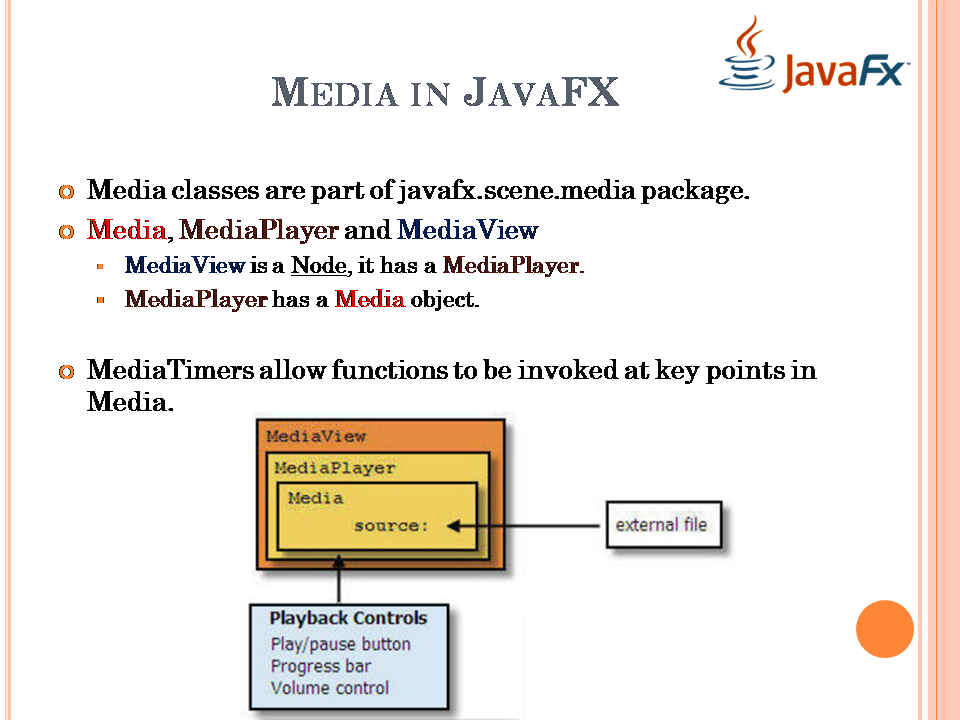 JavaFx™
MEDIA IN JAVAFX
Media classes are part of javafx.scene.media package.
Media, MediaPlayer and MediaView
MediaView is a Node, it has a MediaPlayer.
MediaPlayer has a Media object.
MediaTimers allow functions to be invoked at key points in
Media.
MediaView
MediaPlayer
Media
source:
external file
Playback Controls
Play/pause button
Progress bar
Volume control